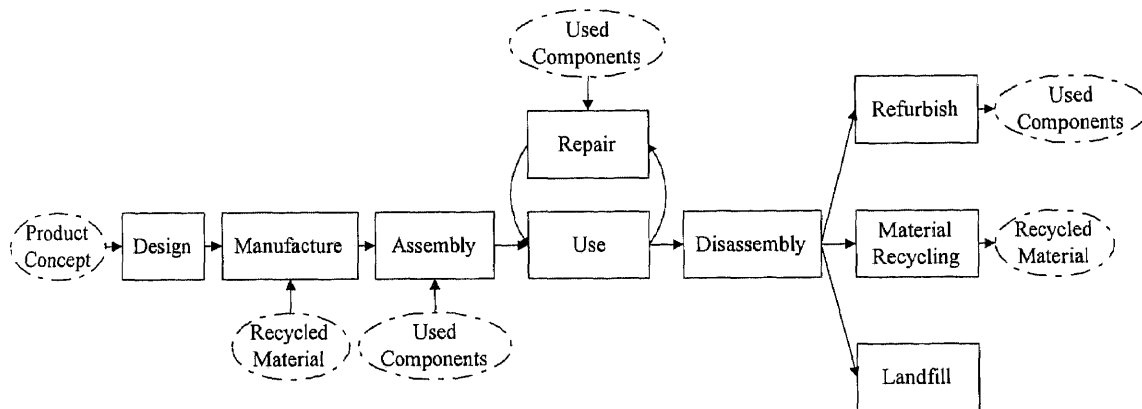 Used
Components
Repair
Refurbish
Used
Components
Product
Concept
Design
Manufacture
Assembly
Use
Disassembly
Material
Recycling
Recycled
Material
Recycled
Material
Used
Components
Landfill